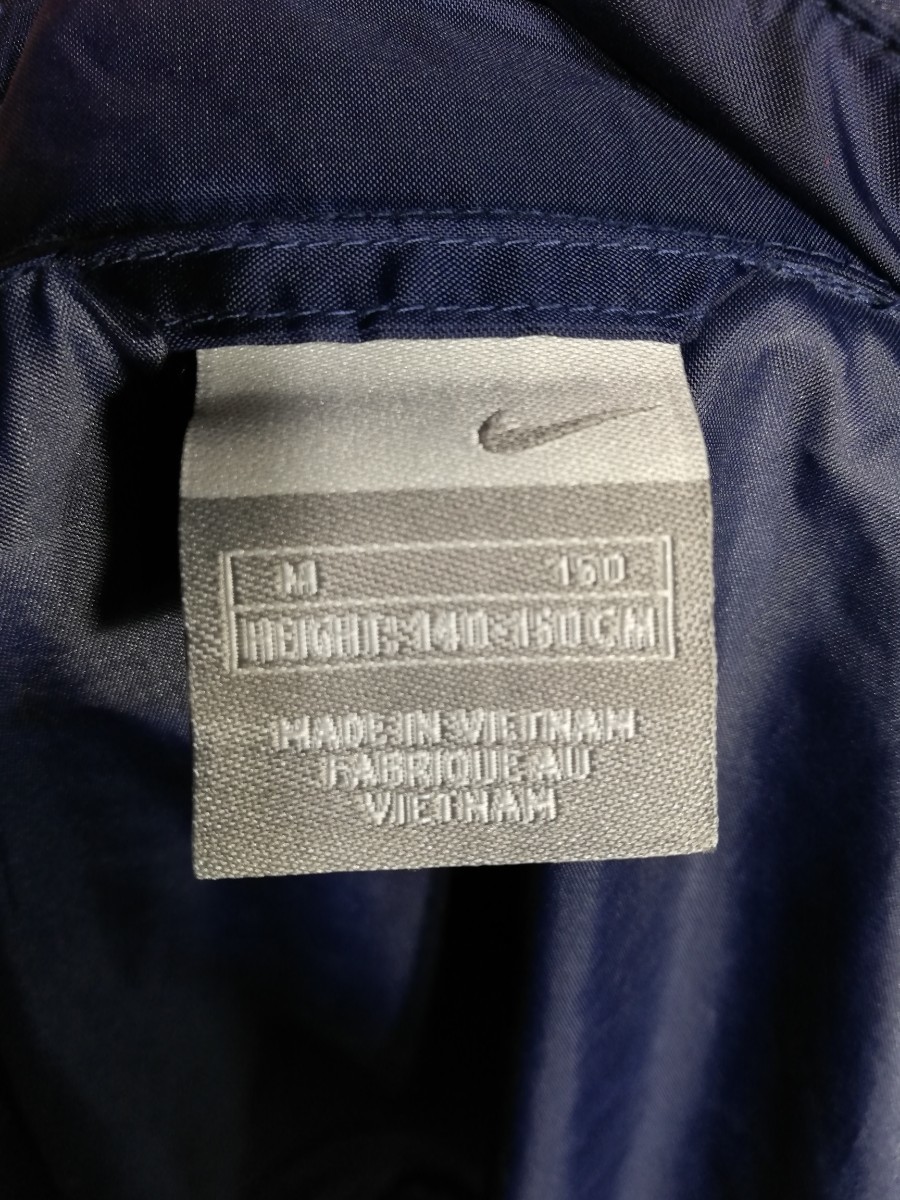 M 150
HEIGHT: 140-150CM
MADE IN VIETNAM
FABRIQUE AU
VIETNAM